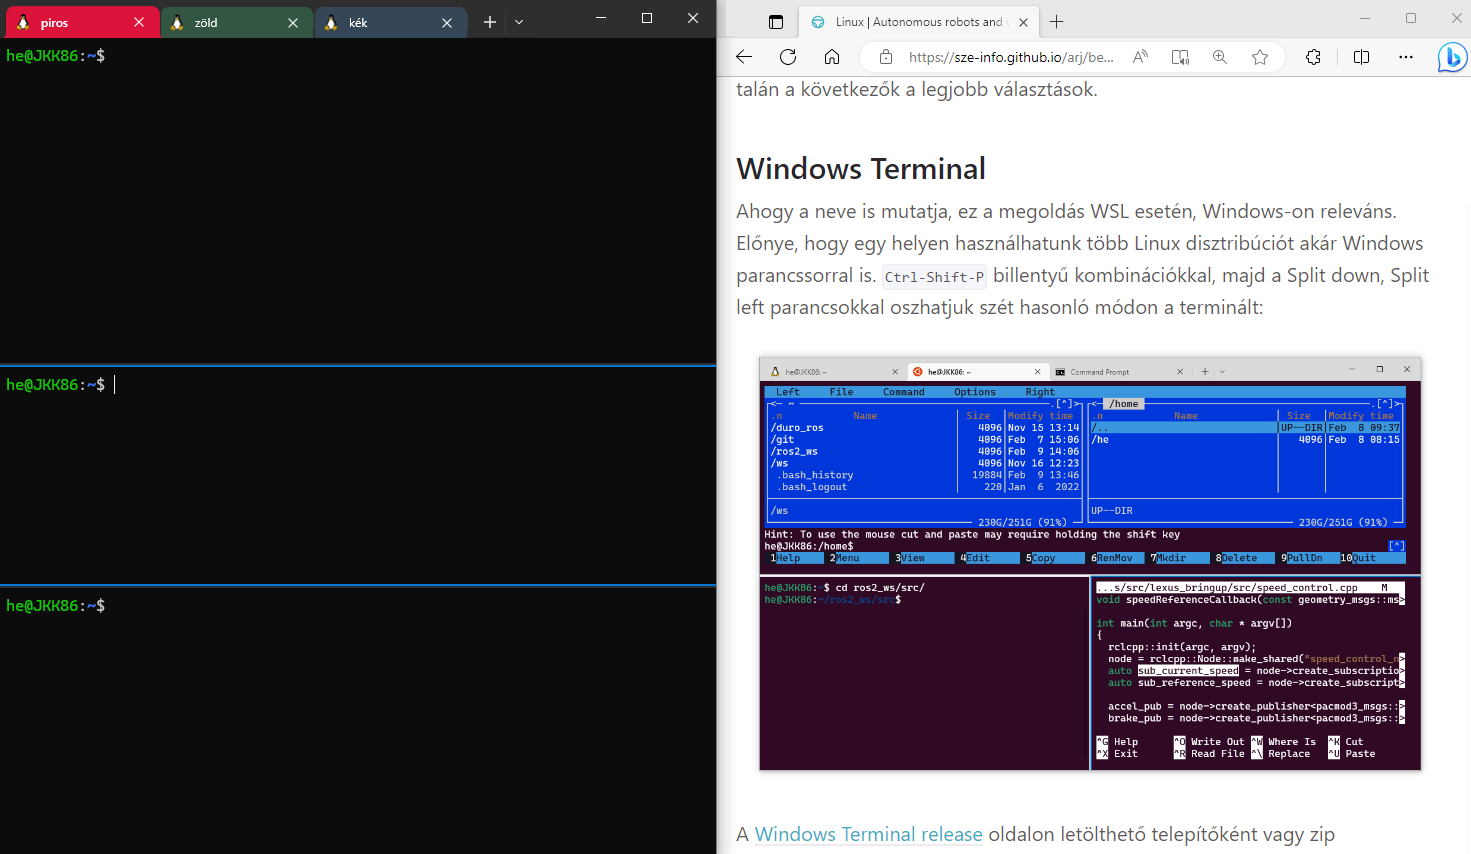 piros
zöld
kék
he@JKK86:~$
he@JKK86:~$
he@JKK86:~$
Linux | Autonomous robots and
https://sze-info.github.io/arj/be...
talán a következők a legjobb választások.
Windows Terminal
Ahogy a neve is mutatja, ez a megoldás WSL esetén, Windows-on releváns.
Előnye, hogy egy helyen használhatunk több Linux disztribúciót akár Windows
parancssorral is. Ctrl-Shift-P billentyű kombinációkkal, majd a Split down, Split
left parancsokkal oszhatjuk szét hasonló módon a terminált:
he@JKK86: ~
he@JKK86: ~
Command Prompt
Left File Command Options Right
<─ ~ .[^]>
.n Name Size Modify time
/duro_ros 4096 Nov 15 13:14
/git 4096 Feb 7 15:06
/ros2_ws 4096 Feb 9 14:06
/ws 4096 Nov 16 12:23
.bash_history 19884 Feb 9 13:46
.bash_logout 220 Jan 6 2022
/ws
230G/251G (91%)
<─ /home .[^]>
.n Name Size Modify time
/.. UP--DIR Feb 8 09:37
/he 4096 Feb 8 08:15
UP--DIR
230G/251G (91%)
Hint: To use the mouse cut and paste may require holding the shift key
he@JKK86:/home$ [^]
1Help 2Menu 3View 4Edit 5Copy 6RenMov 7Mkdir 8Delete 9PullDn 10Quit
he@JKK86:~$ cd ros2_ws/src/
he@JKK86:~/ros2_ws/src$
...s/src/lexus_bringup/src/speed_control.cpp M
void speedReferenceCallback(const geometry_msgs::ms>
int main(int argc, char * argv[])
{
rclcpp::init(argc, argv);
node = rclcpp::Node::make_shared("speed_control_n>
auto sub_current_speed = node->create_subscriptio>
auto sub_reference_speed = node->create_subscript>
accel_pub = node->create_publisher<pacmod3_msgs::>
brake_pub = node->create_publisher<pacmod3_msgs::>
^G Help ^O Write Out ^W Where Is ^K Cut
^X Exit ^R Read File ^\ Replace ^U Paste
A Windows Terminal release oldalon letölthető telepítőként vagy zip